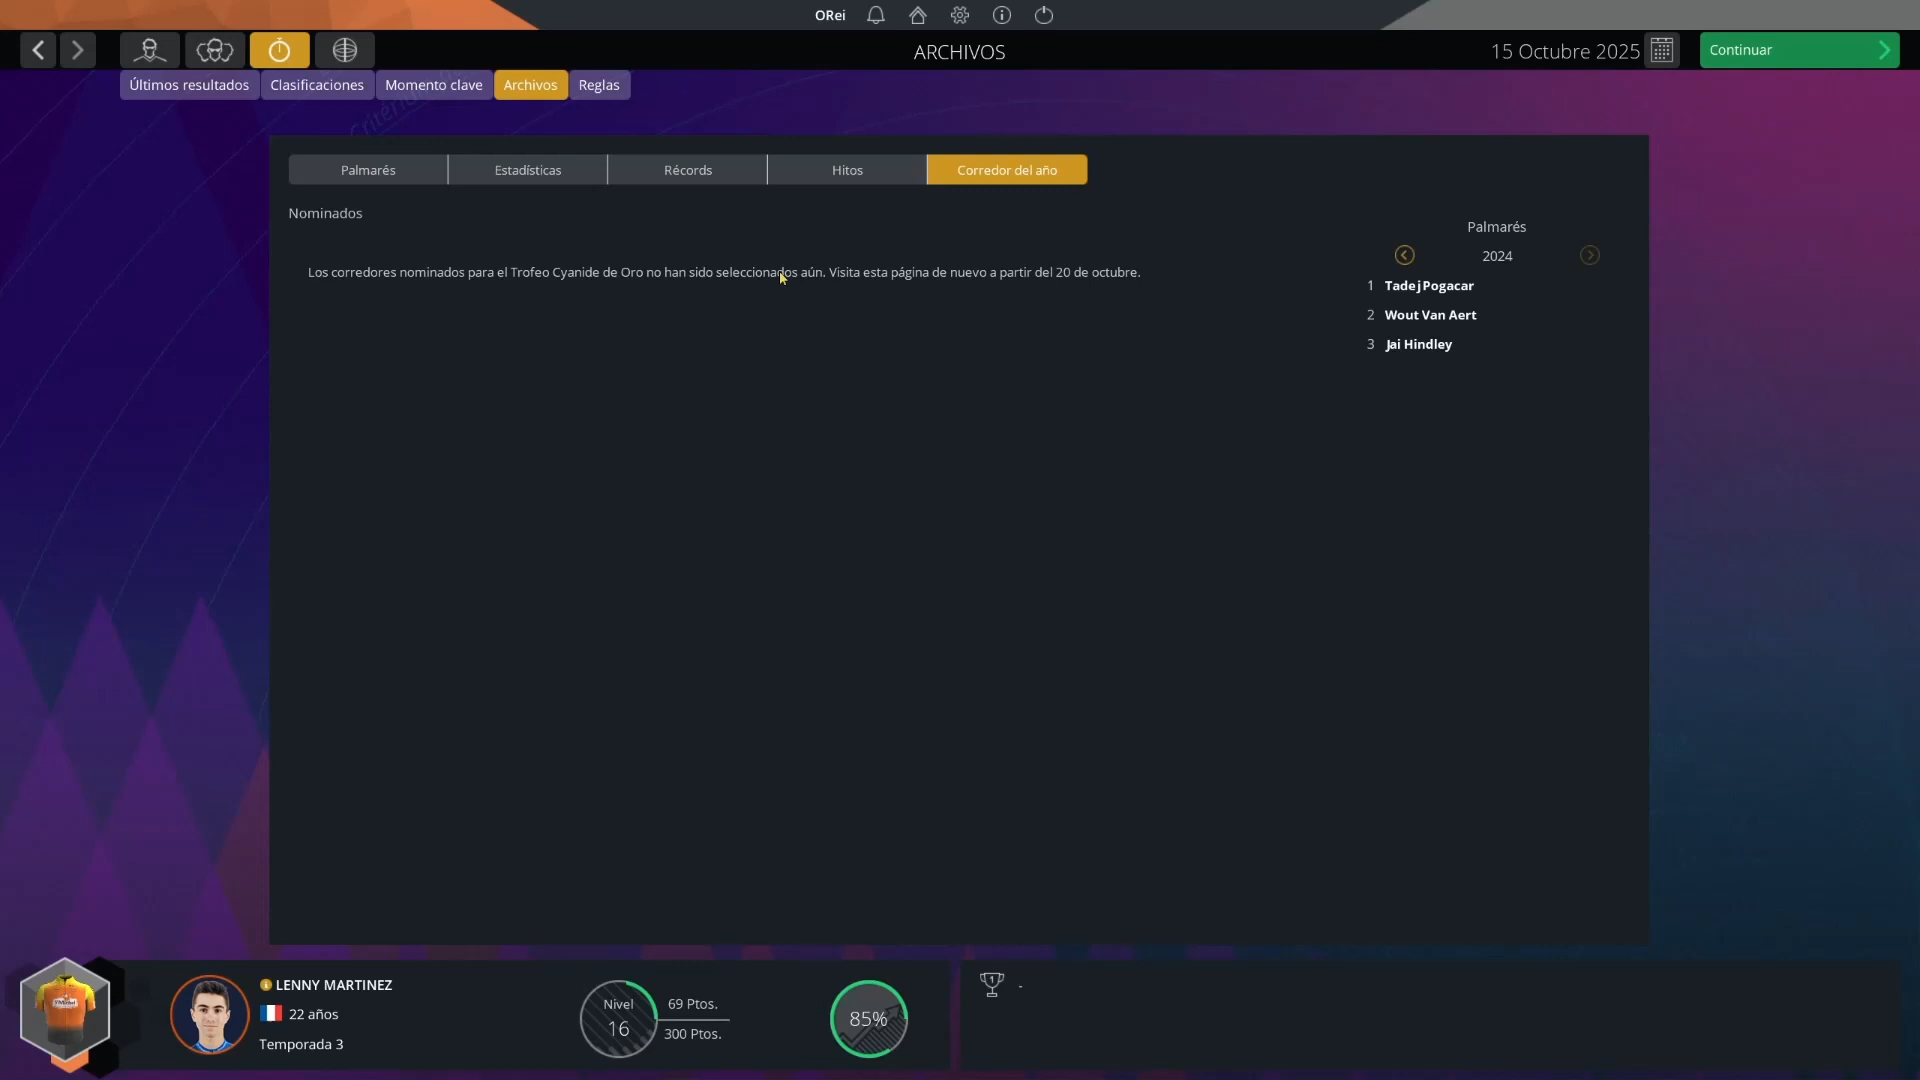 ORei
ARCHIVOS
15 Octubre 2025
Continuar
Últimos resultados
Clasificaciones
Momento clave
Archivos
Reglas
Palmarés
Estadísticas
Récords
Hitos
Corredor del año
Nominados
Los corredores nominados para el Trofeo Cyanide de Oro no han sido seleccionados aún. Visita esta página de nuevo a partir del 20 de octubre.
Palmarés
2024
1 Tadej Pogacar
2 Wout Van Aert
3 Jai Hindley
LENNY MARTINEZ
22 años
Temporada 3
Nivel
16
69 Ptos.
300 Ptos.
85%
1
-